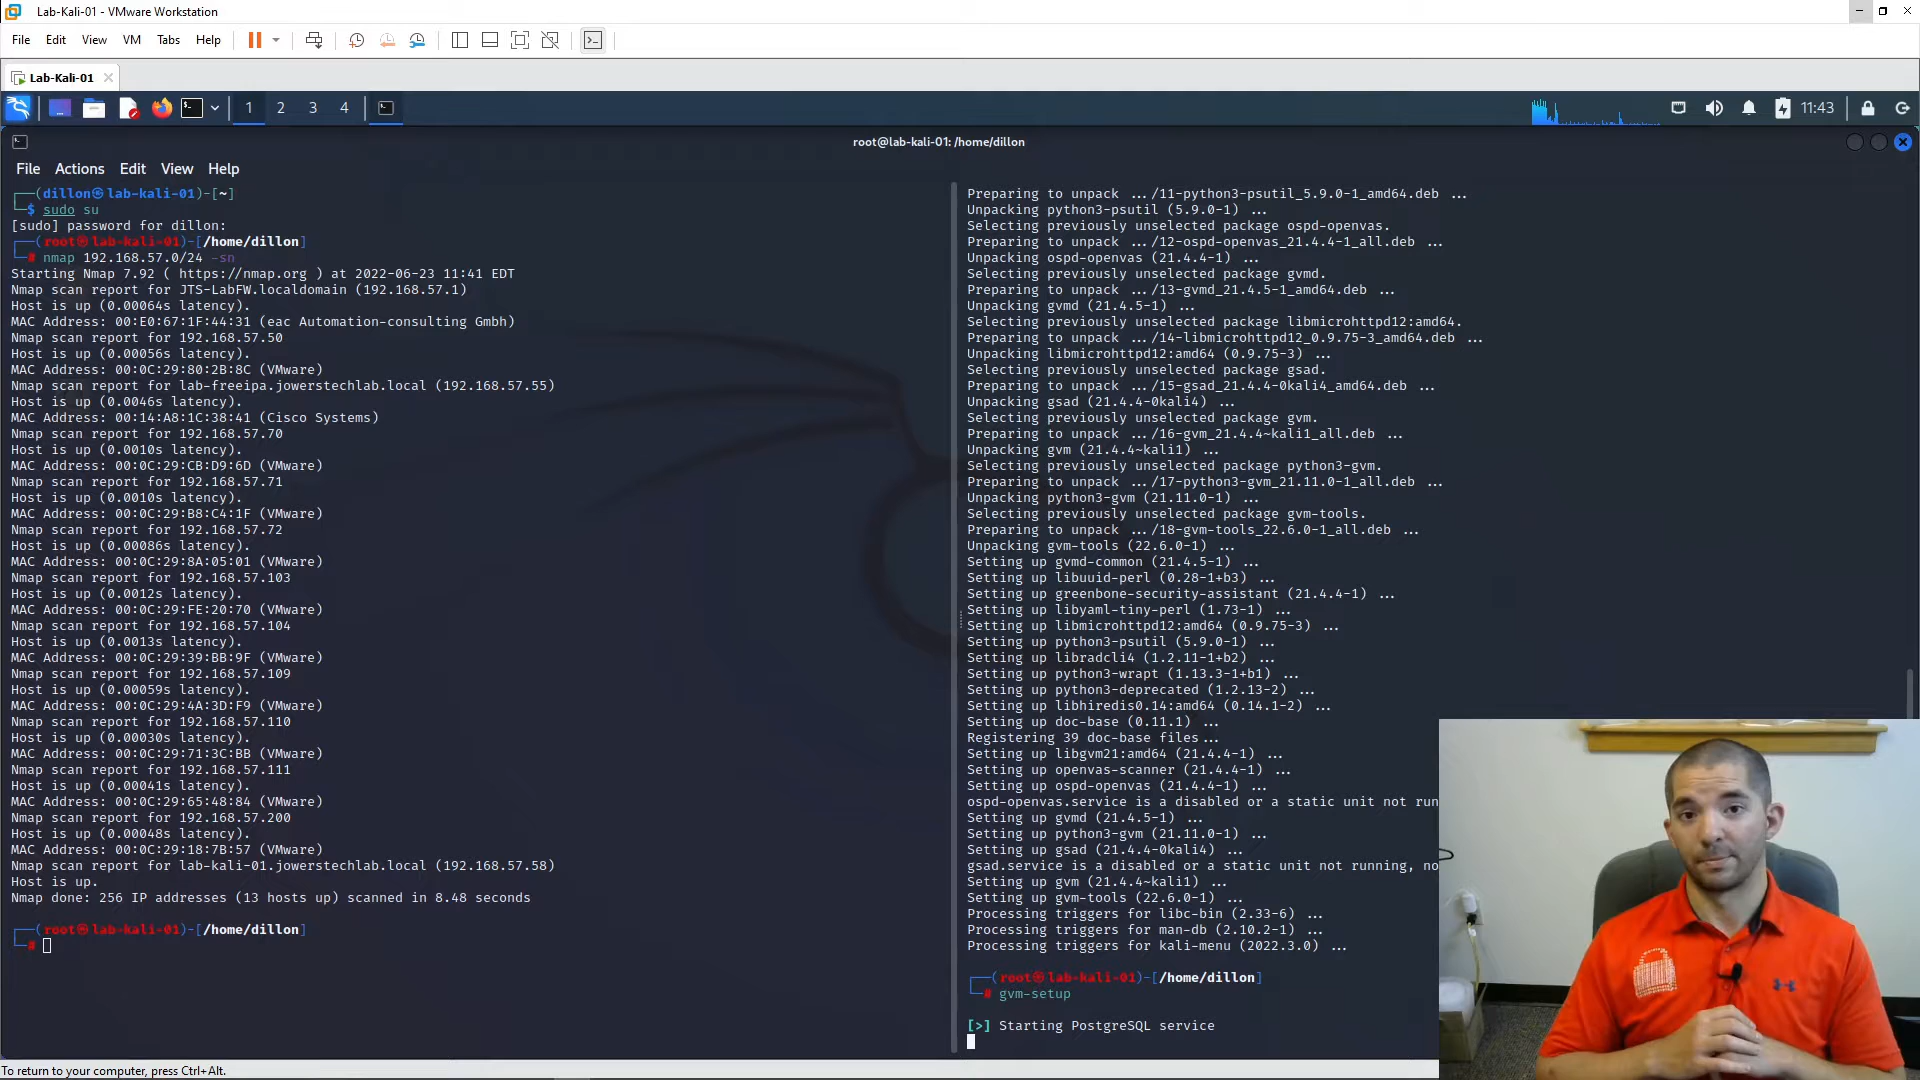 Lab-Kali-01 - VMware Workstation
File Edit View VM Tabs Help
Lab-Kali-01
1 2 3 4
11:43
root@lab-kali-01: /home/dillon
File Actions Edit View Help
(dillon㉿lab-kali-01)-[~]
$ sudo su
[sudo] password for dillon:
(root㉿lab-kali-01)-[/home/dillon]
# nmap 192.168.57.0/24 -sn
Starting Nmap 7.92 ( https://nmap.org ) at 2022-06-23 11:41 EDT
Nmap scan report for JTS-LabFW.localdomain (192.168.57.1)
Host is up (0.00064s latency).
MAC Address: 00:E0:67:1F:44:31 (eac Automation-consulting Gmbh)
Nmap scan report for 192.168.57.50
Host is up (0.00056s latency).
MAC Address: 00:0C:29:80:2B:8C (VMware)
Nmap scan report for lab-freeipa.jowerstechlab.local (192.168.57.55)
Host is up (0.0046s latency).
MAC Address: 00:14:A8:1C:38:41 (Cisco Systems)
Nmap scan report for 192.168.57.70
Host is up (0.0010s latency).
MAC Address: 00:0C:29:CB:D9:6D (VMware)
Nmap scan report for 192.168.57.71
Host is up (0.0010s latency).
MAC Address: 00:0C:29:B8:C4:1F (VMware)
Nmap scan report for 192.168.57.72
Host is up (0.00086s latency).
MAC Address: 00:0C:29:8A:05:01 (VMware)
Nmap scan report for 192.168.57.103
Host is up (0.0012s latency).
MAC Address: 00:0C:29:FE:20:70 (VMware)
Nmap scan report for 192.168.57.104
Host is up (0.0013s latency).
MAC Address: 00:0C:29:39:BB:9F (VMware)
Nmap scan report for 192.168.57.109
Host is up (0.00059s latency).
MAC Address: 00:0C:29:4A:3D:F9 (VMware)
Nmap scan report for 192.168.57.110
Host is up (0.00030s latency).
MAC Address: 00:0C:29:71:3C:BB (VMware)
Nmap scan report for 192.168.57.111
Host is up (0.00041s latency).
MAC Address: 00:0C:29:65:48:84 (VMware)
Nmap scan report for 192.168.57.200
Host is up (0.00048s latency).
MAC Address: 00:0C:29:18:7B:57 (VMware)
Nmap scan report for lab-kali-01.jowerstechlab.local (192.168.57.58)
Host is up.
Nmap done: 256 IP addresses (13 hosts up) scanned in 8.48 seconds
(root㉿lab-kali-01)-[/home/dillon]
#
Preparing to unpack .../11-python3-psutil_5.9.0-1_amd64.deb ...
Unpacking python3-psutil (5.9.0-1) ...
Selecting previously unselected package ospd-openvas.
Preparing to unpack .../12-ospd-openvas_21.4.4-1_all.deb ...
Unpacking ospd-openvas (21.4.4-1) ...
Selecting previously unselected package gvmd.
Preparing to unpack .../13-gvmd_21.4.5-1_amd64.deb ...
Unpacking gvmd (21.4.5-1) ...
Selecting previously unselected package libmicrohttpd12:amd64.
Preparing to unpack .../14-libmicrohttpd12_0.9.75-3_amd64.deb ...
Unpacking libmicrohttpd12:amd64 (0.9.75-3) ...
Selecting previously unselected package gsad.
Preparing to unpack .../15-gsad_21.4.4-0kali4_amd64.deb ...
Unpacking gsad (21.4.4-0kali4) ...
Selecting previously unselected package gvm.
Preparing to unpack .../16-gvm_21.4.4~kali1_all.deb ...
Unpacking gvm (21.4.4~kali1) ...
Selecting previously unselected package python3-gvm.
Preparing to unpack .../17-python3-gvm_21.11.0-1_all.deb ...
Unpacking python3-gvm (21.11.0-1) ...
Selecting previously unselected package gvm-tools.
Preparing to unpack .../18-gvm-tools_22.6.0-1_all.deb ...
Unpacking gvm-tools (22.6.0-1) ...
Setting up gvmd-common (21.4.5-1) ...
Setting up libuuid-perl (0.28-1+b3) ...
Setting up greenbone-security-assistant (21.4.4-1) ...
Setting up libyaml-tiny-perl (1.73-1) ...
Setting up libmicrohttpd12:amd64 (0.9.75-3) ...
Setting up python3-psutil (5.9.0-1) ...
Setting up libradcli4 (1.2.11-1+b2) ...
Setting up python3-wrapt (1.13.3-1+b1) ...
Setting up python3-deprecated (1.2.13-2) ...
Setting up libhiredis0.14:amd64 (0.14.1-2) ...
Setting up doc-base (0.11.1) ...
Registering 39 doc-base files...
Setting up libgvm21:amd64 (21.4.4-1) ...
Setting up openvas-scanner (21.4.4-1) ...
Setting up ospd-openvas (21.4.4-1) ...
ospd-openvas.service is a disabled or a static unit not run
Setting up gvmd (21.4.5-1) ...
Setting up python3-gvm (21.11.0-1) ...
Setting up gsad (21.4.4-0kali4) ...
gsad.service is a disabled or a static unit not running, no
Setting up gvm (21.4.4~kali1) ...
Setting up gvm-tools (22.6.0-1) ...
Processing triggers for libc-bin (2.33-6) ...
Processing triggers for man-db (2.10.2-1) ...
Processing triggers for kali-menu (2022.3.0) ...
(root㉿lab-kali-01)-[/home/dillon]
# gvm-setup
[>] Starting PostgreSQL service
To return to your computer, press Ctrl+Alt.